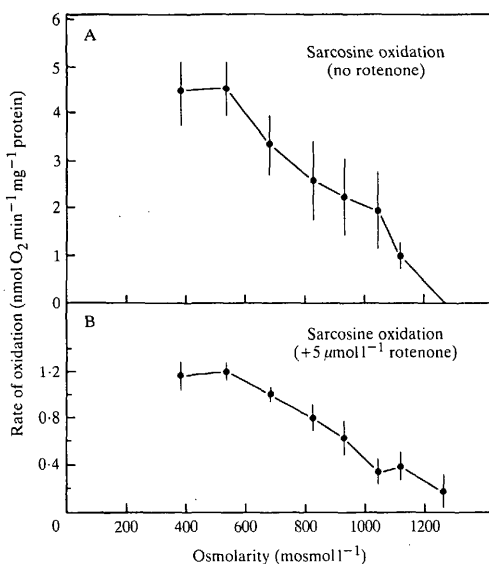 Rate of oxidation (nmol O₂ min⁻¹ mg⁻¹ protein)
A
Sarcosine oxidation
(no rotenone)
6
5
4
3
2
1
0
B
Sarcosine oxidation
(+5 μmol l⁻¹ rotenone)
1·2
0·8
0·4
0
0 200 400 600 800 1000 1200
Osmolarity (mosmol l⁻¹)